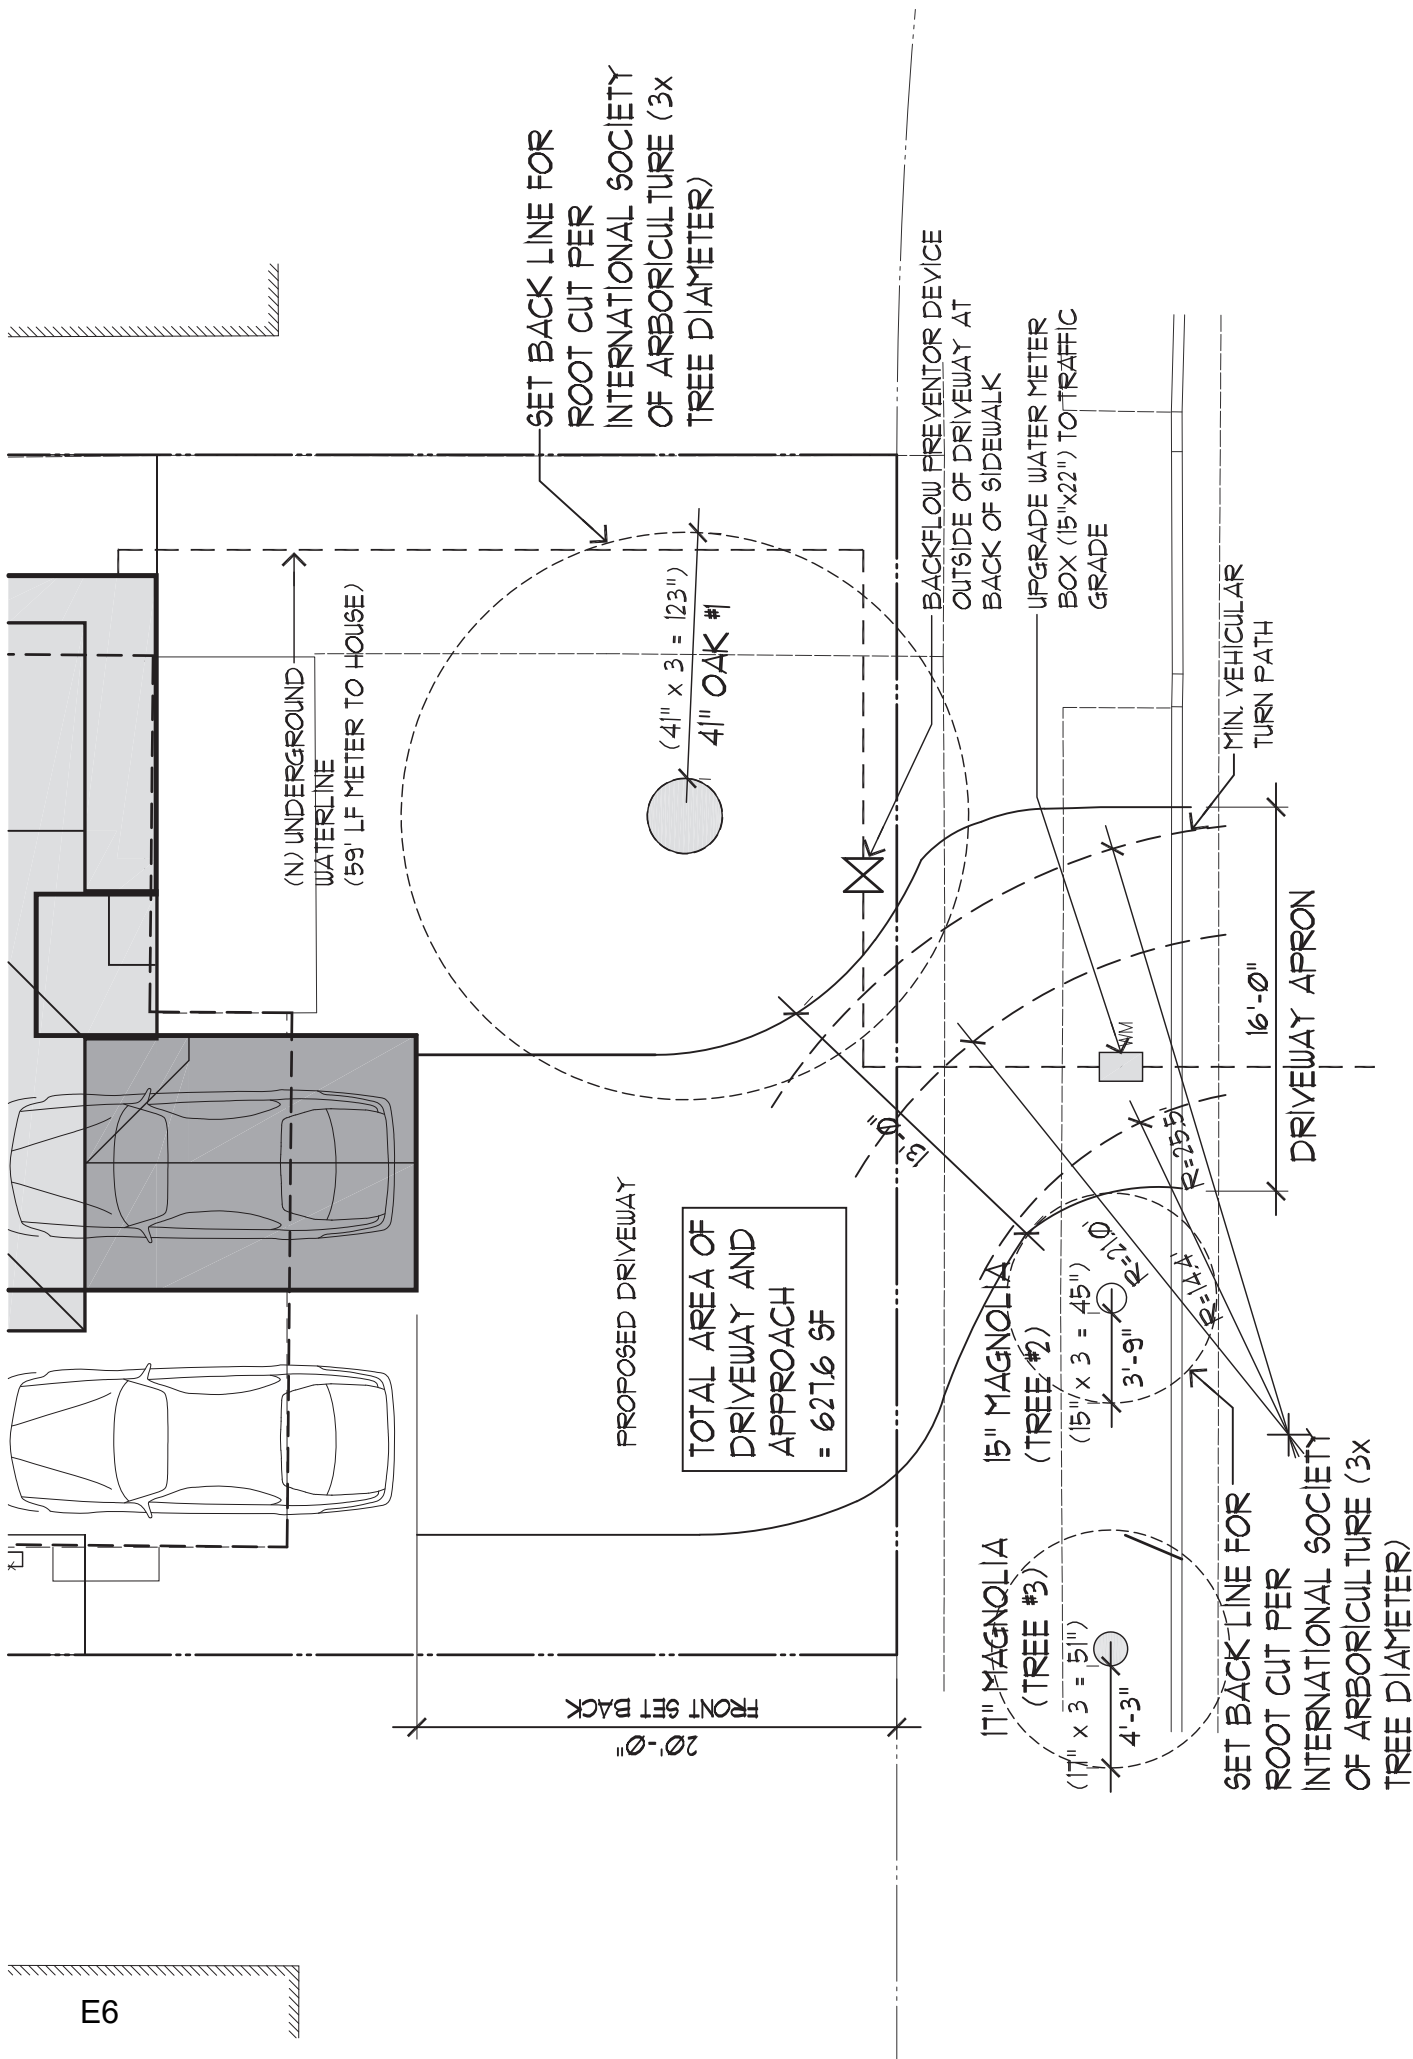 SET BACK LINE FOR
ROOT CUT PER
INTERNATIONAL SOCIETY
OF ARBORICULTURE (3x
TREE DIAMETER)
BACKFLOW PREVENTOR DEVICE
OUTSIDE OF DRIVEWAY AT
BACK OF SIDEWALK
UPGRADE WATER METER
BOX (15"x22") TO TRAFFIC
GRADE
(N) UNDERGROUND
WATERLINE
(59' LF METER TO HOUSE)
(41" x 3 = 123")
41" OAK #1
MIN. VEHICULAR
TURN PATH
16'-0"
DRIVEWAY APRON
WM
13'-0"
R=25.5'
R=21.0'
R=14.4'
PROPOSED DRIVEWAY
TOTAL AREA OF
DRIVEWAY AND
APPROACH
= 627.6 SF
15" MAGNOLIA
(TREE #2)
(15" x 3 = 45")
3'-9"
17" MAGNOLIA
(TREE #3)
(17" x 3 = 51")
4'-3"
SET BACK LINE FOR
ROOT CUT PER
INTERNATIONAL SOCIETY
OF ARBORICULTURE (3x
TREE DIAMETER)
FRONT SET BACK
20'-0"
E6